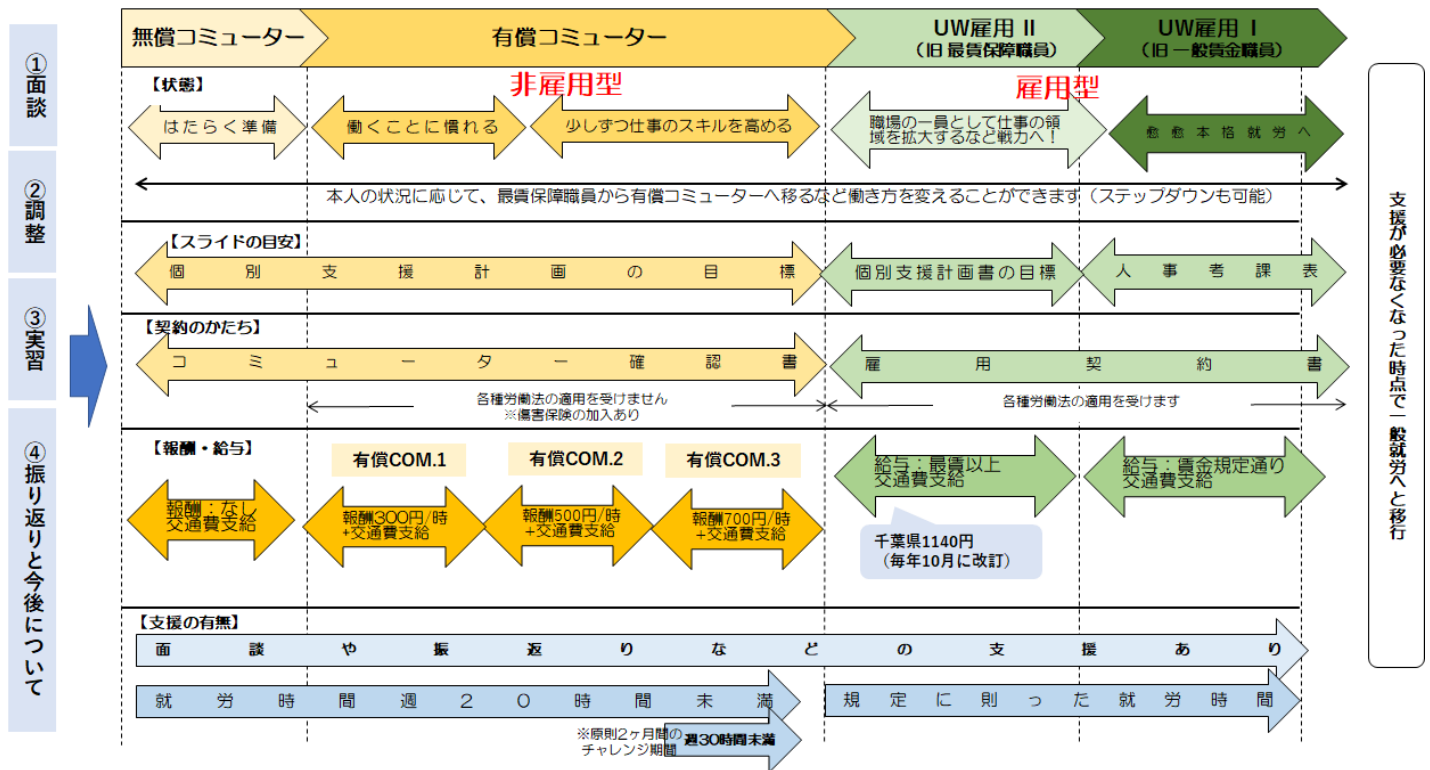 ①面談
②調整
③実習
④振り返りと今後について
無償コミューター
有償コミューター
UW雇用 II
(旧 最賃保障職員)
UW雇用 I
(旧 一般賃金職員)
【状態】
非雇用型
雇用型
はたらく準備
働くことに慣れる
少しずつ仕事のスキルを高める
職場の一員として仕事の領
域を拡大するなど戦力へ!
愈愈本格就労へ
本人の状況に応じて、最賃保障職員から有償コミューターへ移るなど働き方を変えることができます(ステップダウンも可能)
【スライドの目安】
個別支援計画の目標
個別支援計画書の目標
人事考課表
【契約のかたち】
コミューター確認書
雇用契約書
各種労働法の適用を受けません
※傷害保険の加入あり
各種労働法の適用を受けます
【報酬・給与】
有償COM.1
有償COM.2
有償COM.3
報酬:なし
交通費支給
報酬300円/時
+交通費支給
報酬500円/時
+交通費支給
報酬700円/時
+交通費支給
給与:最賃以上
交通費支給
給与:賃金規定通り
交通費支給
千葉県1140円
(毎年10月に改訂)
【支援の有無】
面談や振返りなどの支援あり
就労時間週20時間未満
規定に則った就労時間
※原則2ヶ月間の
チャレンジ期間
週30時間未満
支援が必要なくなった時点で一般就労へと移行